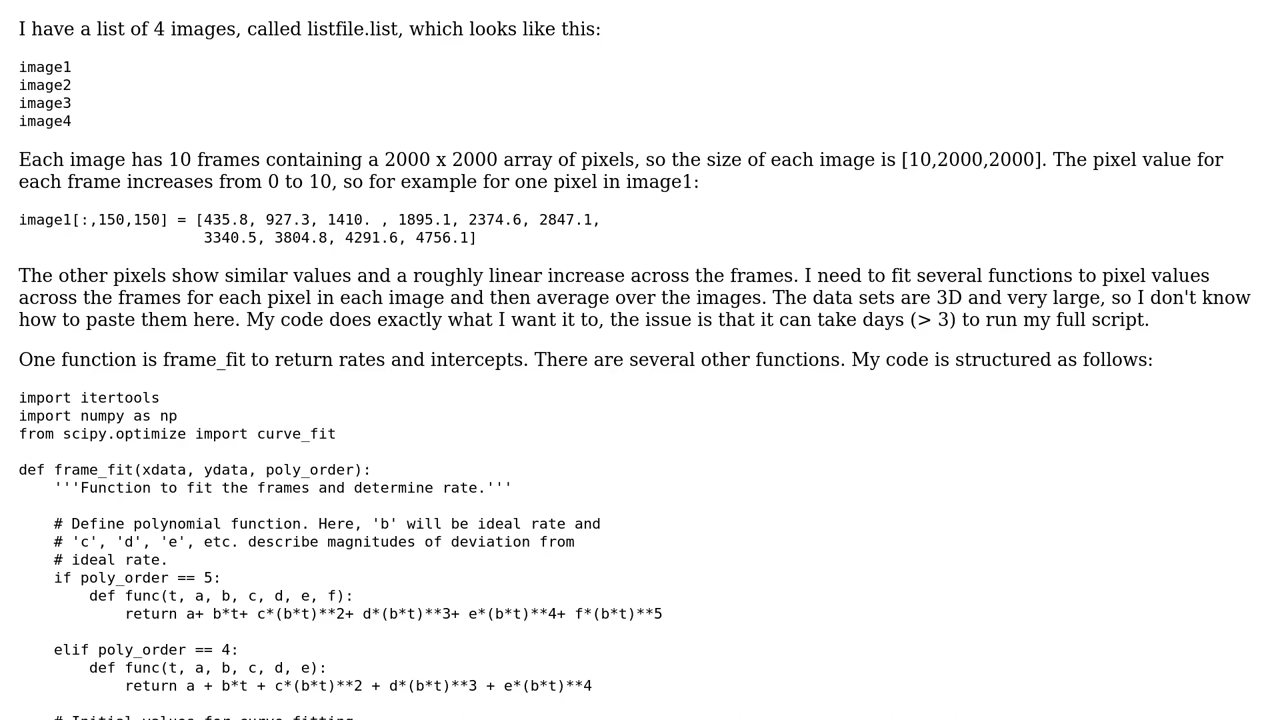 I have a list of 4 images, called listfile.list, which looks like this:
image1
image2
image3
image4
Each image has 10 frames containing a 2000 x 2000 array of pixels, so the size of each image is [10,2000,2000]. The pixel value for
each frame increases from 0 to 10, so for example for one pixel in image1:
image1[:,150,150] = [435.8, 927.3, 1410. , 1895.1, 2374.6, 2847.1,
                     3340.5, 3804.8, 4291.6, 4756.1]
The other pixels show similar values and a roughly linear increase across the frames. I need to fit several functions to pixel values
across the frames for each pixel in each image and then average over the images. The data sets are 3D and very large, so I don't know
how to paste them here. My code does exactly what I want it to, the issue is that it can take days (> 3) to run my full script.
One function is frame_fit to return rates and intercepts. There are several other functions. My code is structured as follows:
import itertools
import numpy as np
from scipy.optimize import curve_fit
def frame_fit(xdata, ydata, poly_order):
    '''Function to fit the frames and determine rate.'''
    # Define polynomial function. Here, 'b' will be ideal rate and
    # 'c', 'd', 'e', etc. describe magnitudes of deviation from
    # ideal rate.
    if poly_order == 5:
        def func(t, a, b, c, d, e, f):
            return a+ b*t+ c*(b*t)**2+ d*(b*t)**3+ e*(b*t)**4+ f*(b*t)**5
    elif poly_order == 4:
        def func(t, a, b, c, d, e):
            return a + b*t + c*(b*t)**2 + d*(b*t)**3 + e*(b*t)**4
    # Initial values for curve fitting